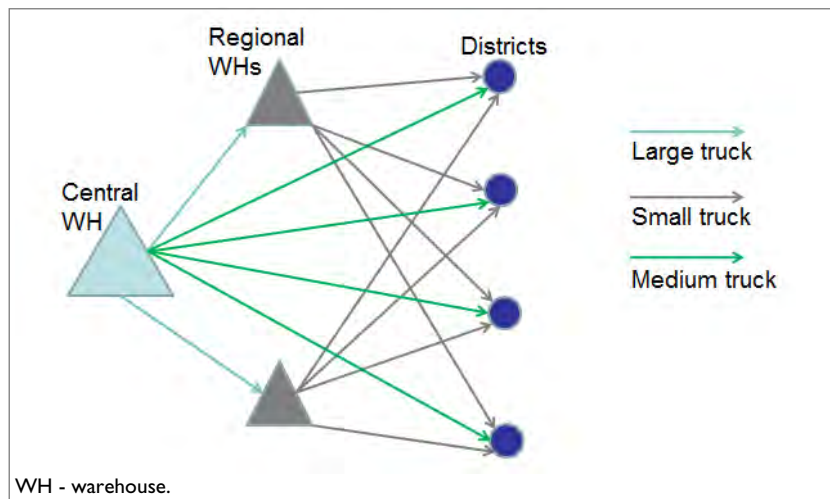 Regional
WHs
Districts
Central
WH
Large truck
Small truck
Medium truck
WH - warehouse.